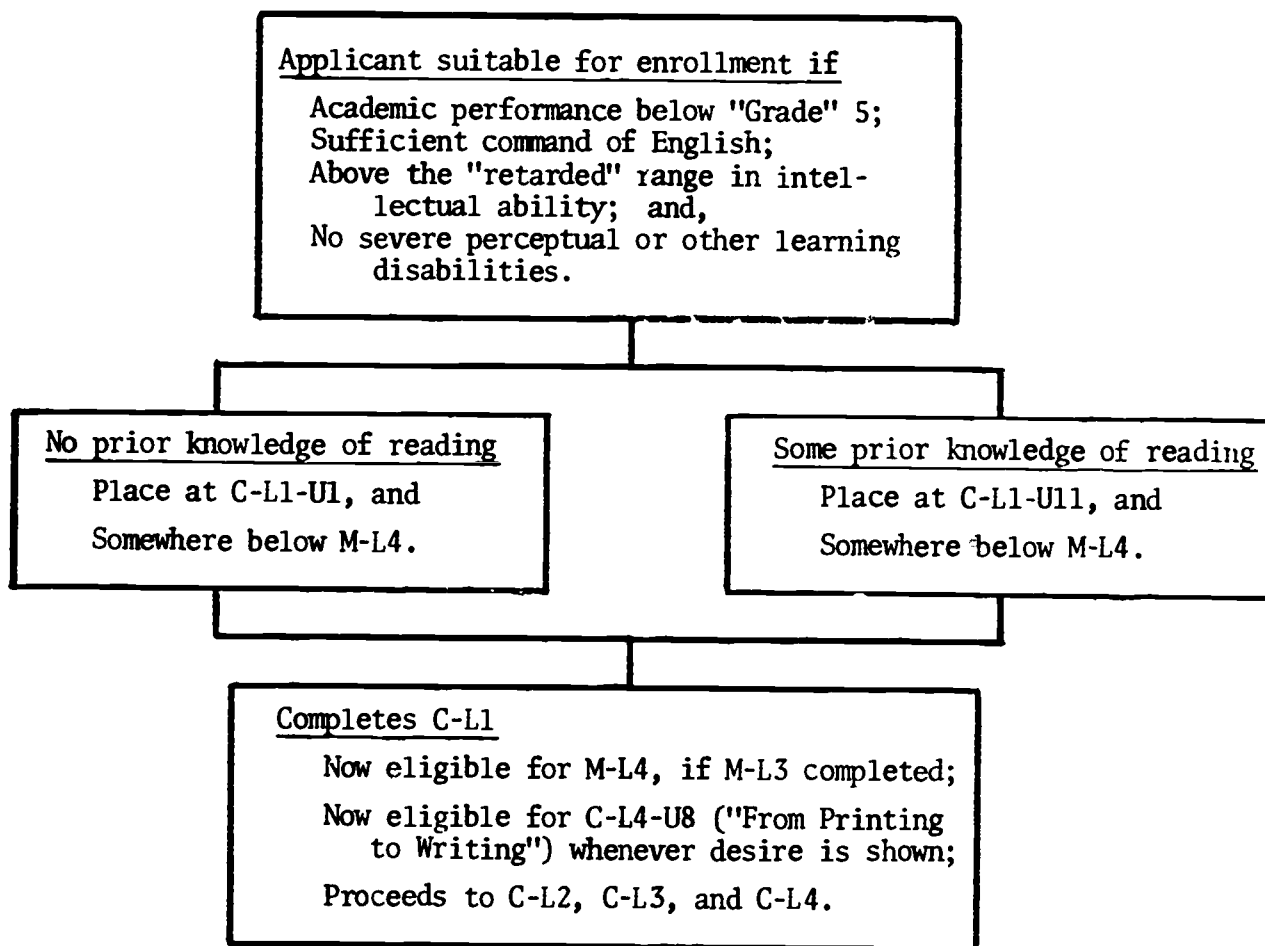 Applicant suitable for enrollment if
Academic performance below "Grade" 5;
Sufficient command of English;
Above the "retarded" range in intel-
lectual ability; and,
No severe perceptual or other learning
disabilities.
No prior knowledge of reading
Place at C-L1-U1, and
Somewhere below M-L4.
Some prior knowledge of reading
Place at C-L1-U11, and
Somewhere below M-L4.
Completes C-L1
Now eligible for M-L4, if M-L3 completed;
Now eligible for C-L4-U8 ("From Printing
to Writing") whenever desire is shown;
Proceeds to C-L2, C-L3, and C-L4.